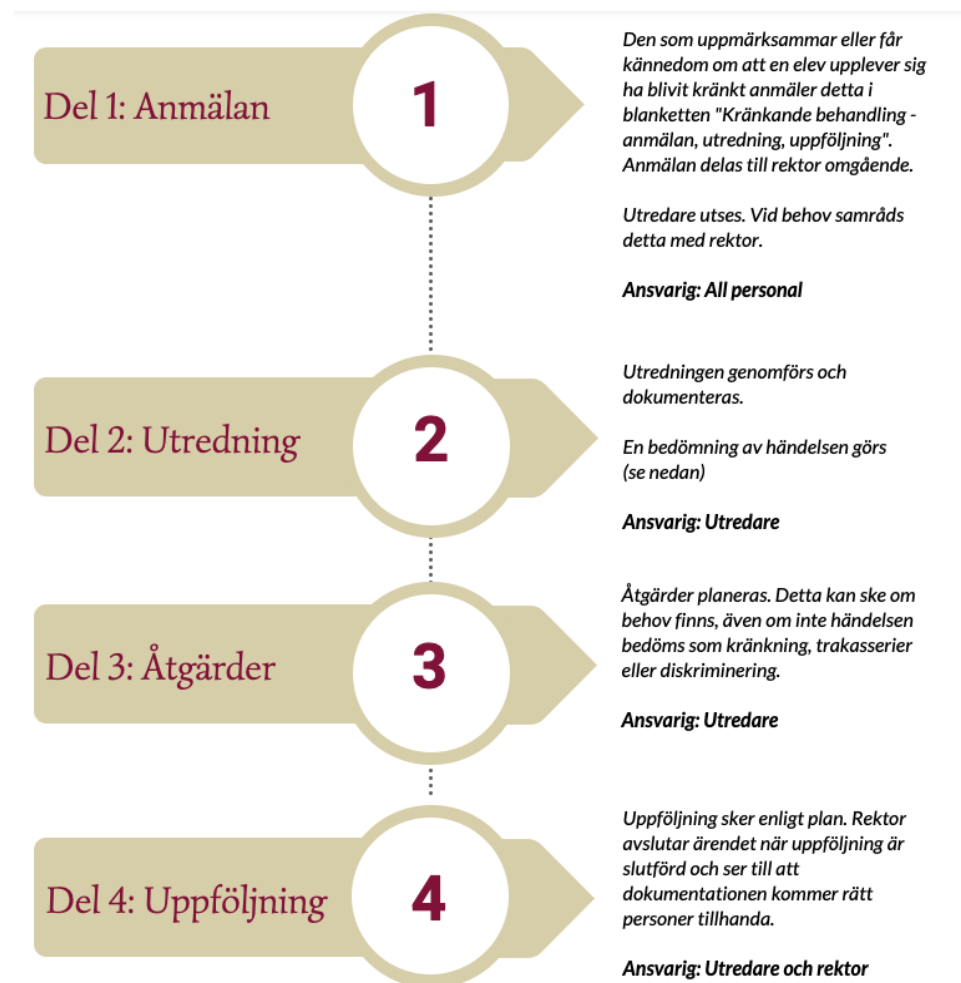 Del 1: Anmälan
1
Den som uppmärksammar eller får
kännedom om att en elev upplever sig
ha blivit kränkt anmäler detta i
blanketten "Kränkande behandling -
anmälan, utredning, uppföljning".
Anmälan delas till rektor omgående.
Utredare utses. Vid behov samråds
detta med rektor.
Ansvarig: All personal
Del 2: Utredning
2
Utredningen genomförs och
dokumenteras.
En bedömning av händelsen görs
(se nedan)
Ansvarig: Utredare
Del 3: Åtgärder
3
Åtgärder planeras. Detta kan ske om
behov finns, även om inte händelsen
bedöms som kränkning, trakasserier
eller diskriminering.
Ansvarig: Utredare
Del 4: Uppföljning
4
Uppföljning sker enligt plan. Rektor
avslutar ärendet när uppföljning är
slutförd och ser till att
dokumentationen kommer rätt
personer tillhanda.
Ansvarig: Utredare och rektor